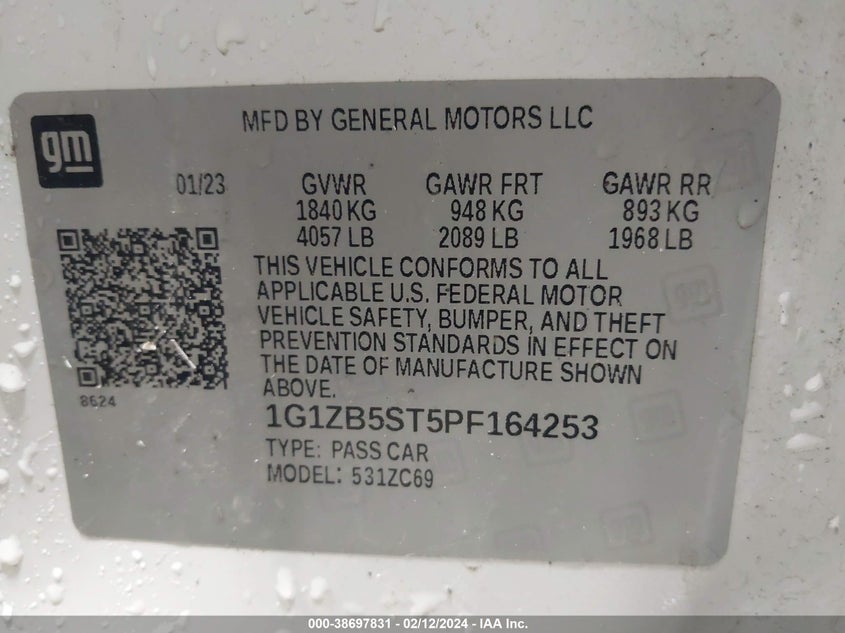 gm
MFD BY GENERAL MOTORS LLC
01/23 GVWR GAWR FRT GAWR RR
1840 KG 948 KG 893 KG
4057 LB 2089 LB 1968 LB
THIS VEHICLE CONFORMS TO ALL
APPLICABLE U.S. FEDERAL MOTOR
VEHICLE SAFETY, BUMPER, AND THEFT
PREVENTION STANDARDS IN EFFECT ON
THE DATE OF MANUFACTURE SHOWN
ABOVE.
8624
1G1ZB5ST5PF164253
TYPE: PASS CAR
MODEL: 531ZC69
gm
000-38697831 - 02/12/2024 - IAA Inc.